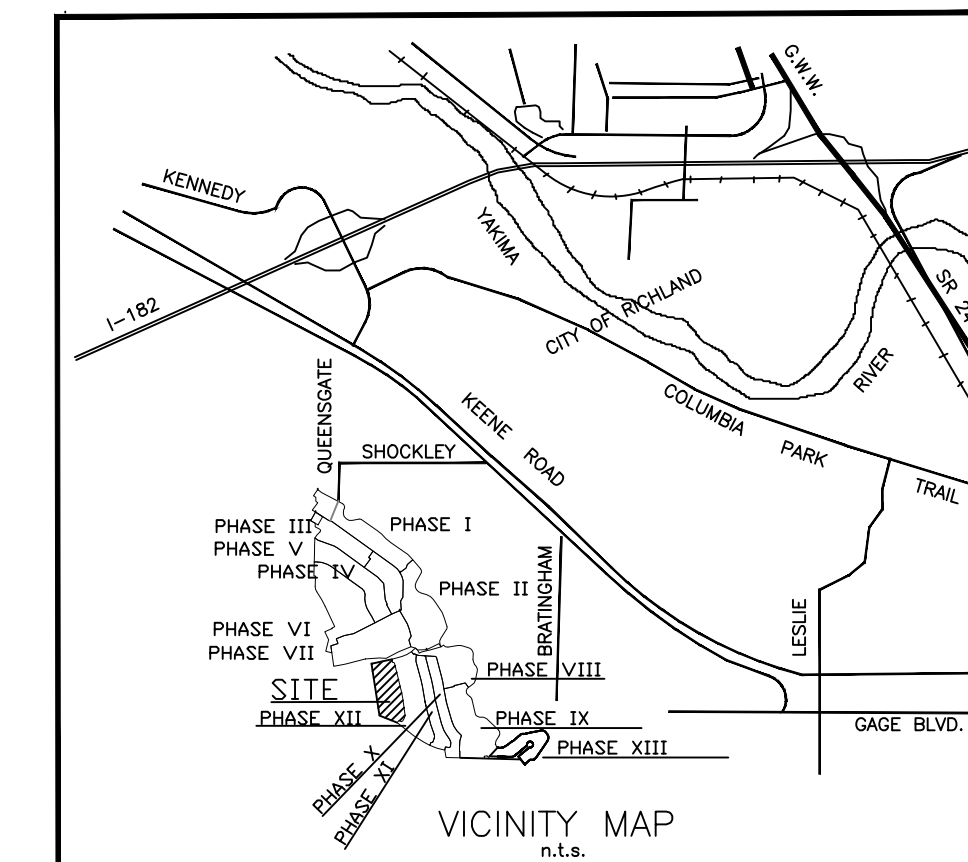 G.W.W.
KENNEDY
YAKIMA
I-182
CITY OF RICHLAND
SR 24
RIVER
QUEENSGATE
KEENE ROAD
COLUMBIA PARK TRAIL
SHOCKLEY
PHASE III
PHASE I
PHASE V
PHASE IV
PHASE II
BRATINGHAM
LESLIE
PHASE VI
PHASE VII
PHASE VIII
SITE
PHASE XII
PHASE IX
GAGE BLVD.
PHASE XIII
PHASE X
PHASE XI
VICINITY MAP
n.t.s.